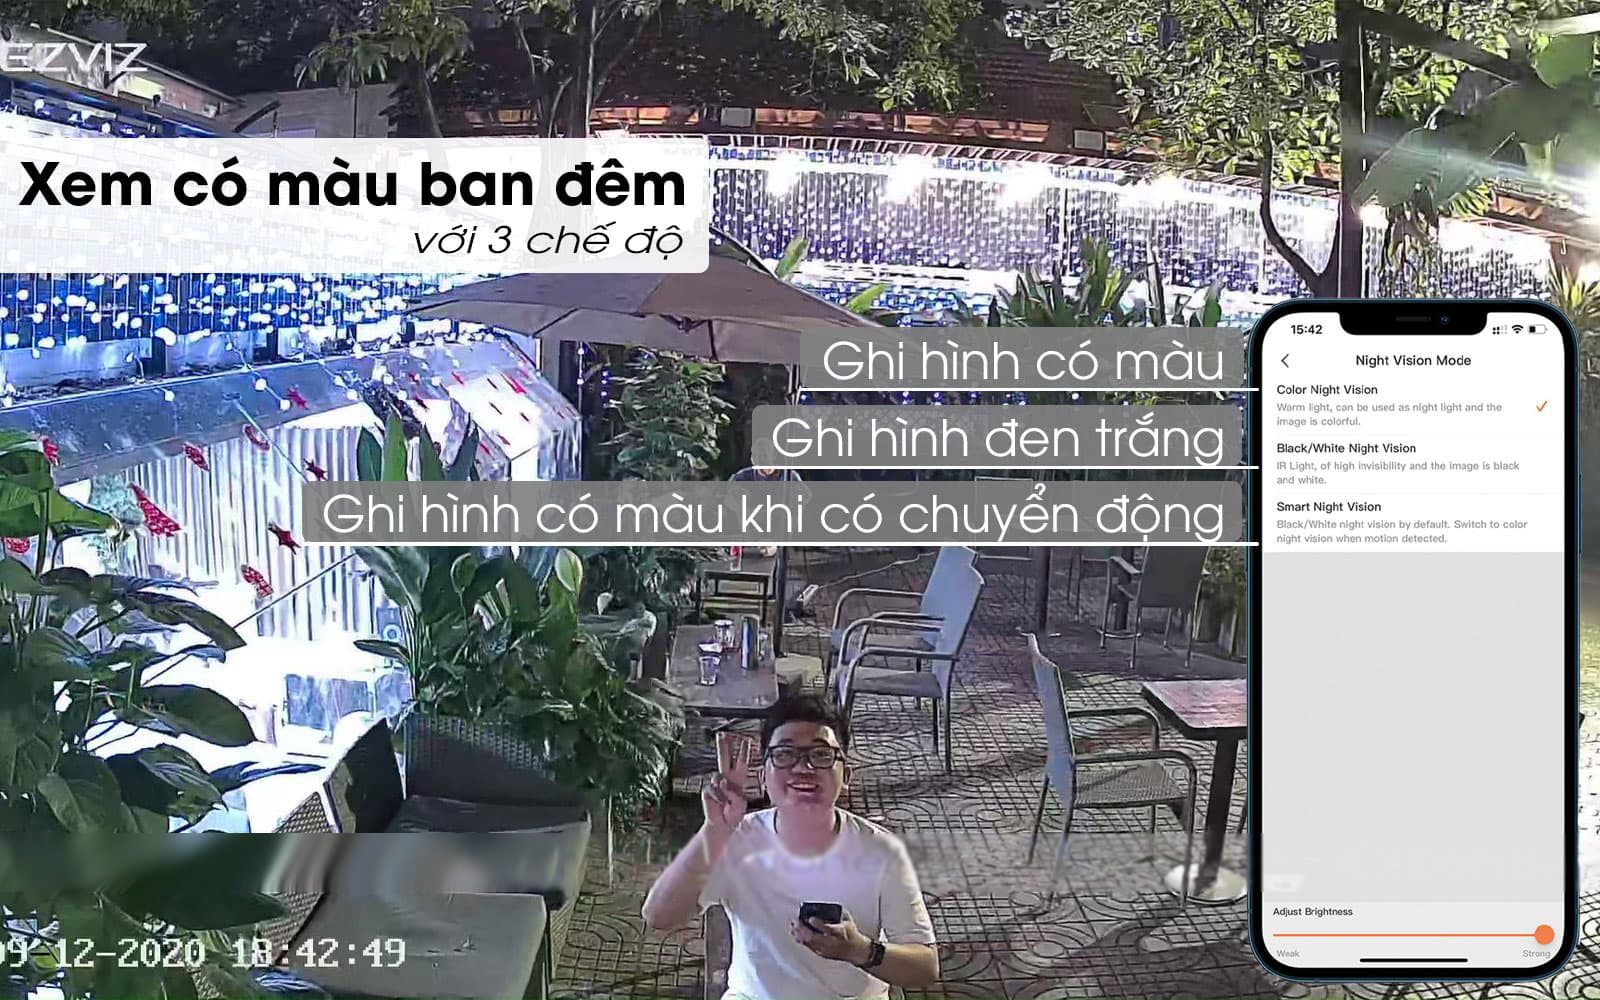 EZVIZ
Xem có màu ban đêm
với 3 chế độ
Ghi hình có màu
Ghi hình đen trắng
Ghi hình có màu khi có chuyển động
15:42
Night Vision Mode
Color Night Vision
Warm light, can be used as night light and the
image is colorful.
Black/White Night Vision
IR Light, of high invisibility and the image is black
and white.
Smart Night Vision
Black/White night vision by default. Switch to color
night vision when motion detected.
Adjust Brightness
Weak
Strong
09-12-2020 18:42:49